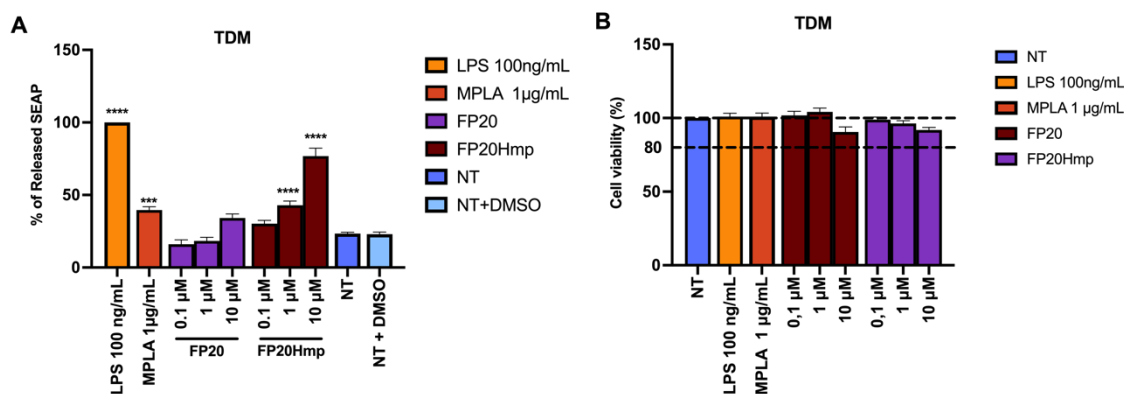 A
TDM
150
100
50
0
% of Released SEAP
****
***
****
****
LPS 100 ng/mL
MPLA 1µg/mL
0.1 µM
1 µM
10 µM
0.1 µM
1 µM
10 µM
NT
NT + DMSO
FP20
FP20Hmp
LPS 100ng/mL
MPLA 1µg/mL
FP20
FP20Hmp
NT
NT+DMSO
B
TDM
150
100
80
50
0
Cell viability (%)
NT
LPS 100 ng/mL
MPLA 1 µg/mL
0,1 µM
1 µM
10 µM
0,1 µM
1 µM
10 µM
NT
LPS 100ng/mL
MPLA 1 µg/mL
FP20
FP20Hmp